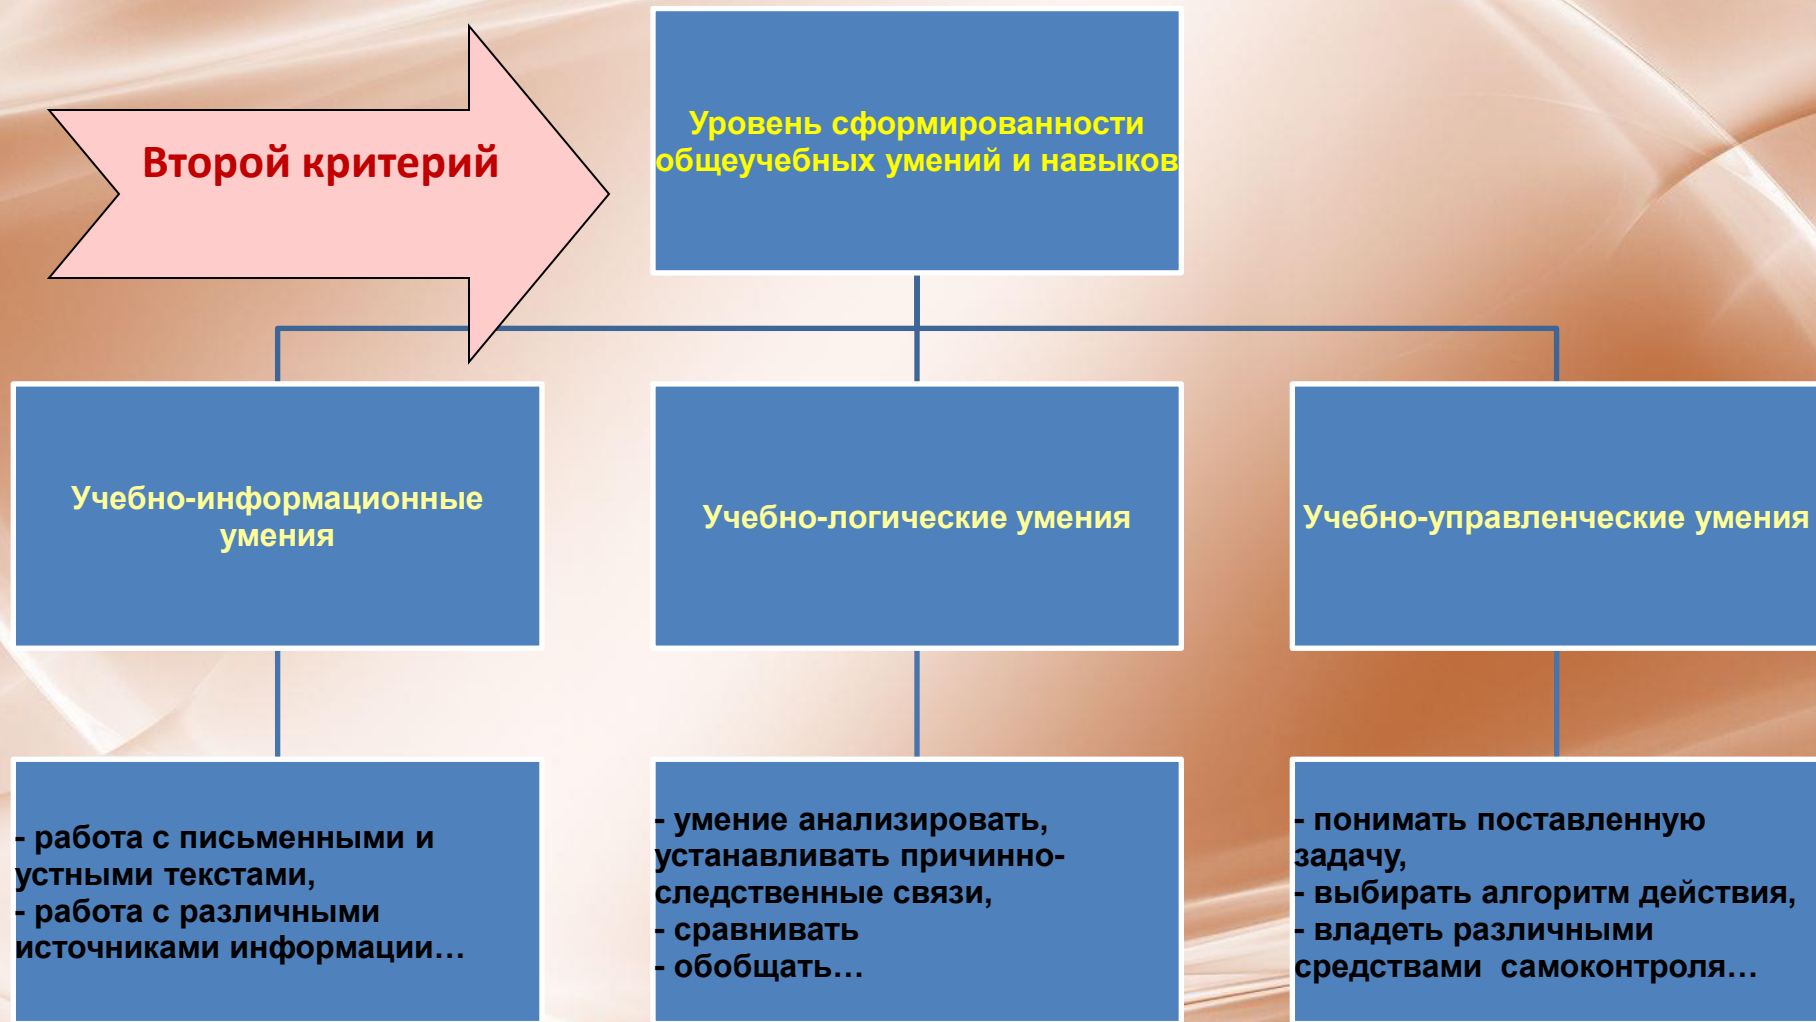 Второй критерий
Уровень сформированности
общеучебных умений и навыков
Учебно-информационные
умения
Учебно-логические умения
Учебно-управленческие умения
- работа с письменными и
устными текстами,
- работа с различными
источниками информации…
- умение анализировать,
устанавливать причинно-
следственные связи,
- сравнивать
- обобщать…
- понимать поставленную
задачу,
- выбирать алгоритм действия,
- владеть различными
средствами  самоконтроля…